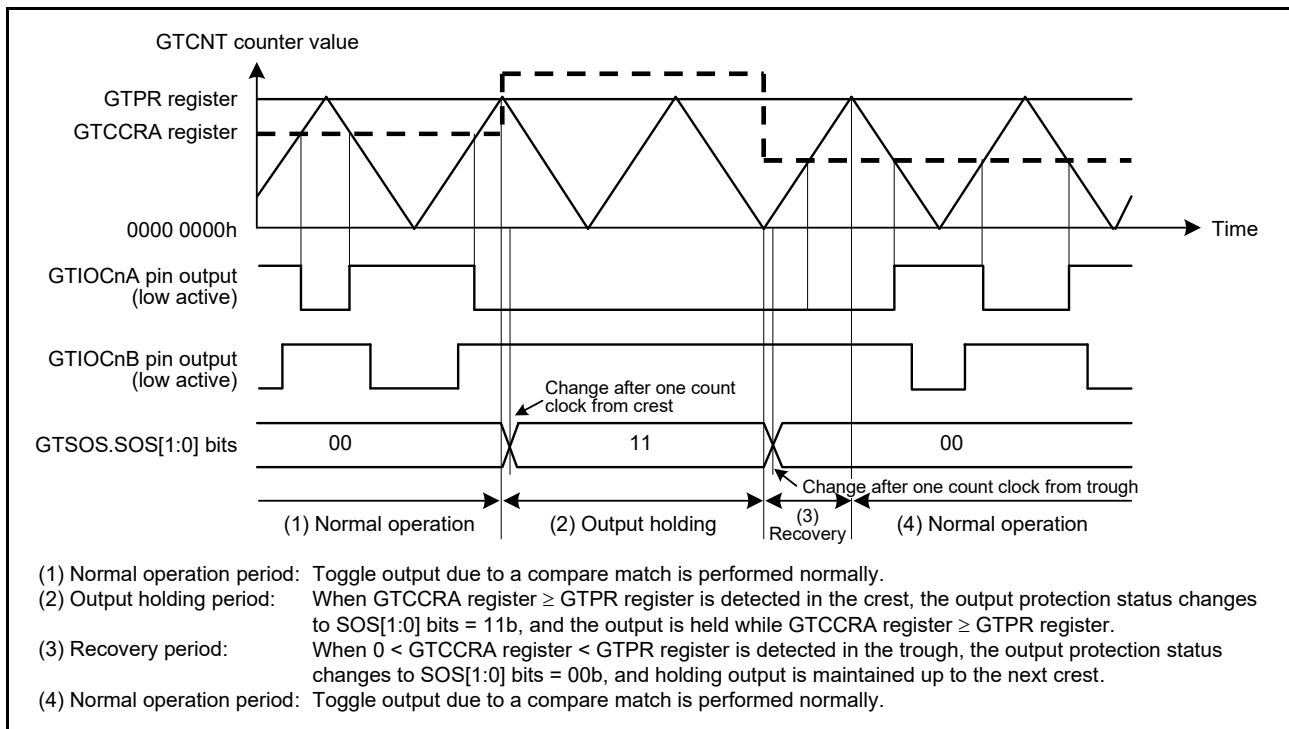 GTCNT counter value
GTPR register
GTCCRA register
0000 0000h
Time
GTIOCnA pin output
(low active)
GTIOCnB pin output
(low active)
Change after one count
clock from crest
GTSOS.SOS[1:0] bits
00
11
00
Change after one count clock from trough
(1) Normal operation
(2) Output holding
(3)
Recovery
(4) Normal operation
(1) Normal operation period: Toggle output due to a compare match is performed normally.
(2) Output holding period: When GTCCRA register ≥ GTPR register is detected in the crest, the output protection status changes
to SOS[1:0] bits = 11b, and the output is held while GTCCRA register ≥ GTPR register.
(3) Recovery period: When 0 < GTCCRA register < GTPR register is detected in the trough, the output protection status
changes to SOS[1:0] bits = 00b, and holding output is maintained up to the next crest.
(4) Normal operation period: Toggle output due to a compare match is performed normally.